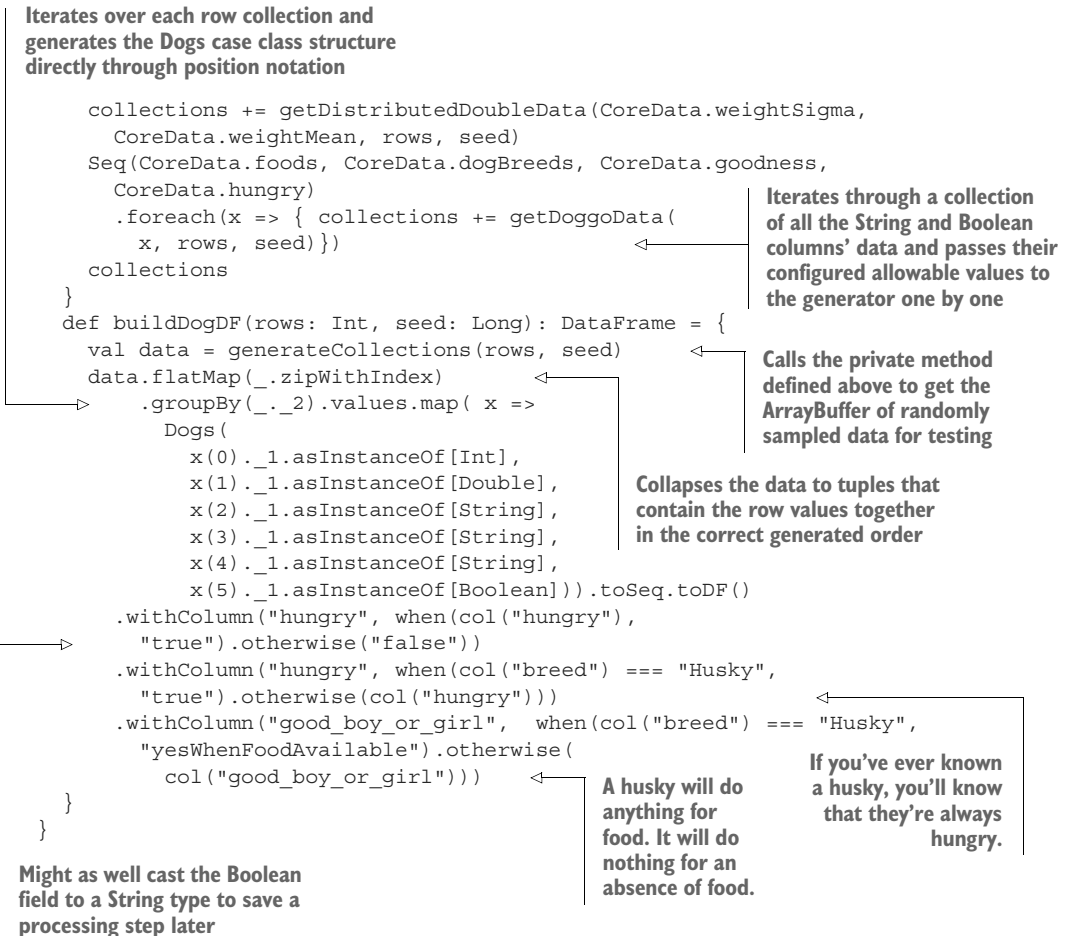 Iterates over each row collection and
generates the Dogs case class structure
directly through position notation
collections += getDistributedDoubleData(CoreData.weightSigma,
CoreData.weightMean, rows, seed)
Seq(CoreData.foods, CoreData.dogBreeds, CoreData.goodness,
CoreData.hungry)
.foreach(x => { collections += getDoggoData(
x, rows, seed)})
collections
}
Iterates through a collection
of all the String and Boolean
columns’ data and passes their
configured allowable values to
the generator one by one
def buildDogDF(rows: Int, seed: Long): DataFrame = {
val data = generateCollections(rows, seed)
data.flatMap(_.zipWithIndex)
.groupBy(_._2).values.map( x =>
Dogs(
x(0)._1.asInstanceOf[Int],
x(1)._1.asInstanceOf[Double],
x(2)._1.asInstanceOf[String],
x(3)._1.asInstanceOf[String],
x(4)._1.asInstanceOf[String],
x(5)._1.asInstanceOf[Boolean])).toSeq.toDF()
Calls the private method
defined above to get the
ArrayBuffer of randomly
sampled data for testing
Collapses the data to tuples that
contain the row values together
in the correct generated order
.withColumn("hungry", when(col("hungry"),
"true").otherwise("false"))
.withColumn("hungry", when(col("breed") === "Husky",
"true").otherwise(col("hungry")))
.withColumn("good_boy_or_girl",  when(col("breed") === "Husky",
"yesWhenFoodAvailable").otherwise(
col("good_boy_or_girl")))
}
}
A husky will do
anything for
food. It will do
nothing for an
absence of food.
If you’ve ever known
a husky, you’ll know
that they’re always
hungry.
Might as well cast the Boolean
field to a String type to save a
processing step later